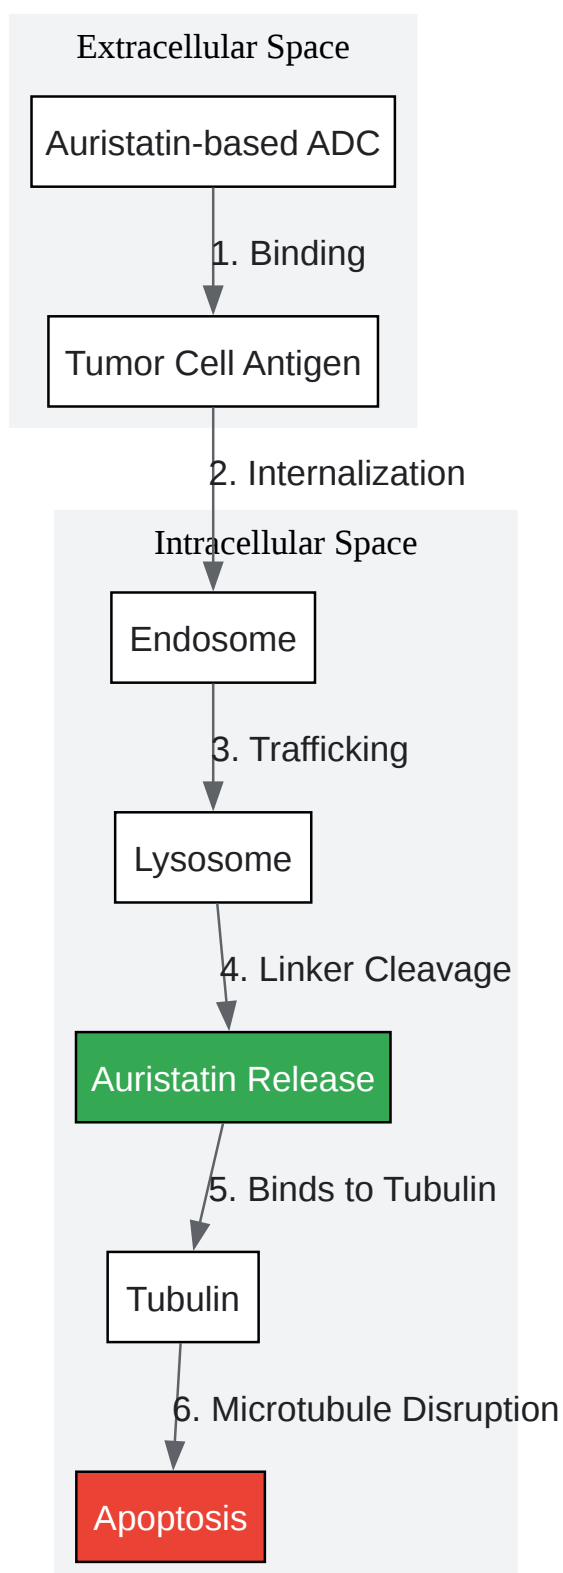 Extracellular Space
Auristatin-based ADC
1. Binding
Tumor Cell Antigen
2. Internalization
Intracellular Space
Endosome
3. Trafficking
Lysosome
4. Linker Cleavage
Auristatin Release
5. Binds to Tubulin
Tubulin
6. Microtubule Disruption
Apoptosis